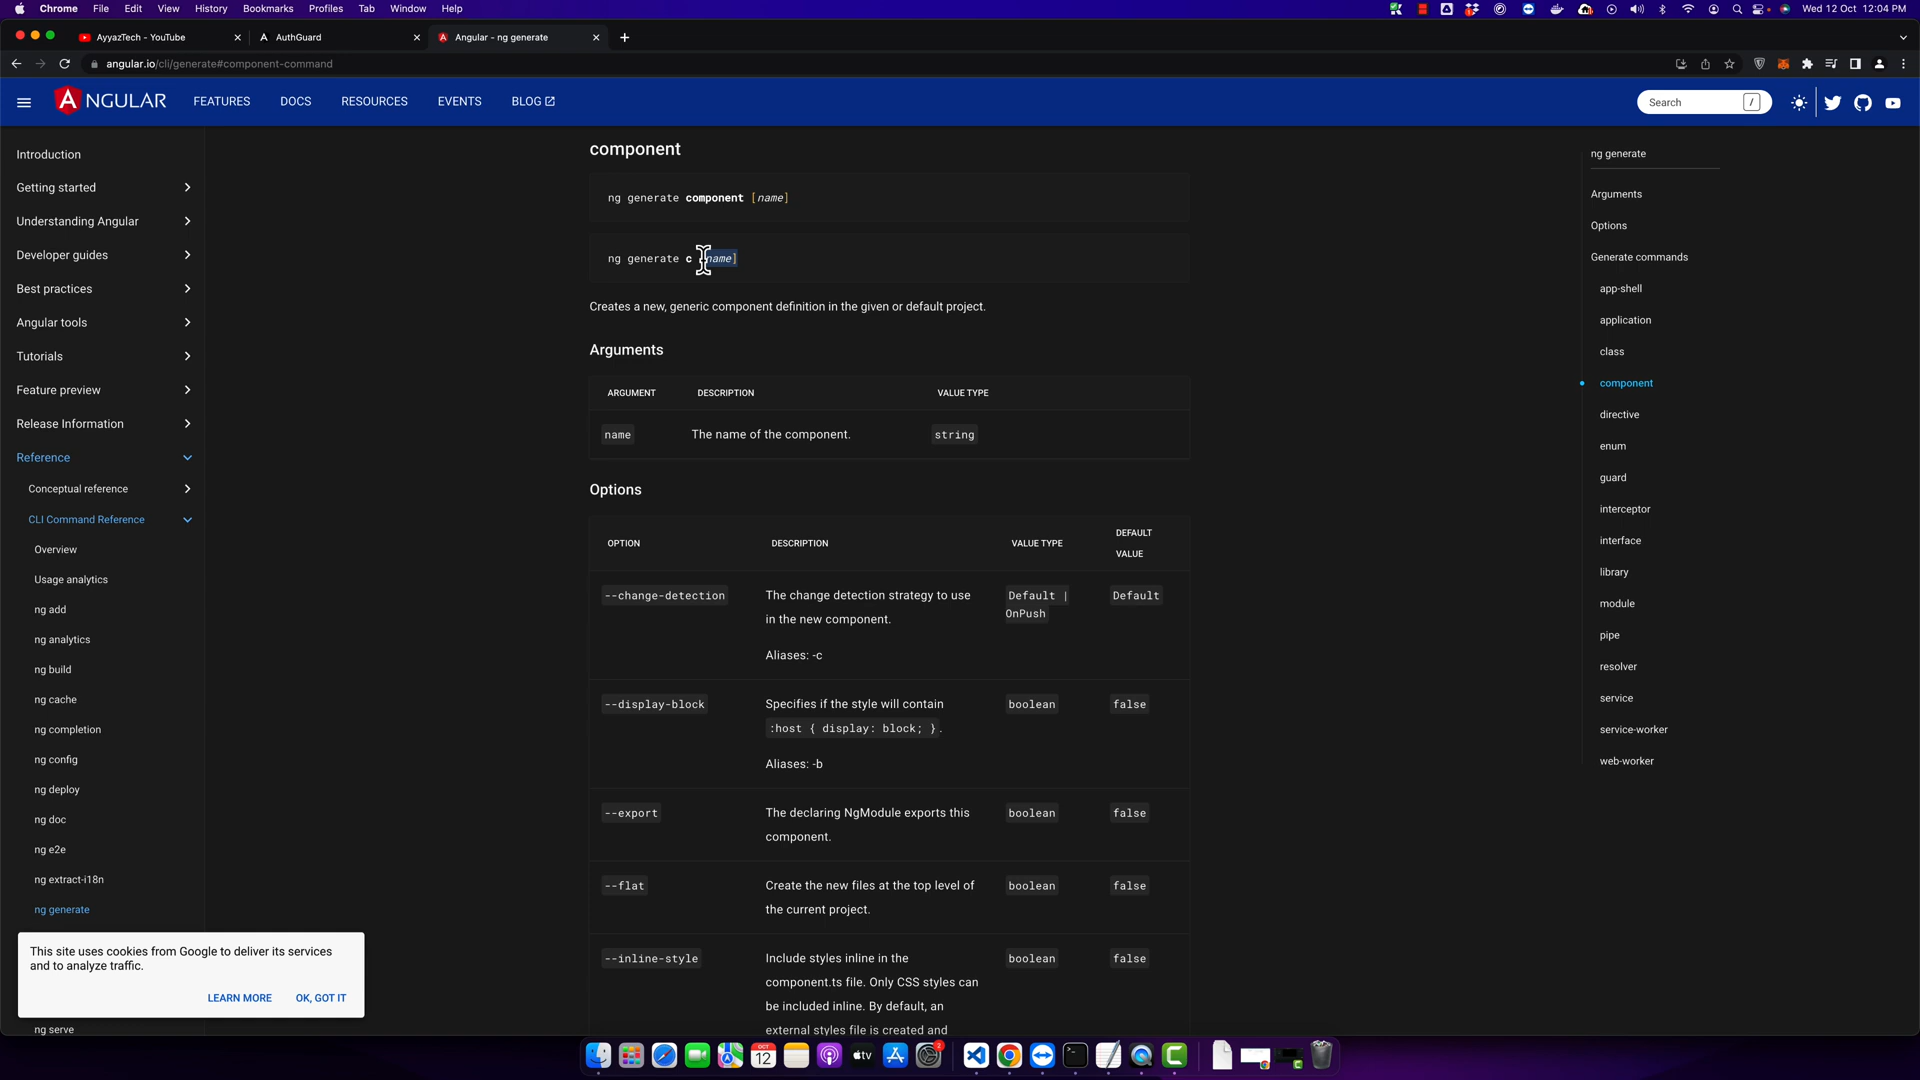 Chrome File Edit View History Bookmarks Profiles Tab Window Help
Wed 12 Oct 12:04 PM
AyyazTech - YouTube
AuthGuard
Angular - ng generate
angular.io/cli/generate#component-command
ANGULAR
FEATURES DOCS RESOURCES EVENTS BLOG
Search /
Introduction
Getting started
Understanding Angular
Developer guides
Best practices
Angular tools
Tutorials
Feature preview
Release Information
Reference
Conceptual reference
CLI Command Reference
Overview
Usage analytics
ng add
ng analytics
ng build
ng cache
ng completion
ng config
ng deploy
ng doc
ng e2e
ng extract-i18n
ng generate
ng serve
This site uses cookies from Google to deliver its services
and to analyze traffic.
LEARN MORE OK, GOT IT
component
ng generate component [name]
ng generate c name]
Creates a new, generic component definition in the given or default project.
Arguments
ARGUMENT DESCRIPTION VALUE TYPE
name The name of the component. string
Options
OPTION DESCRIPTION VALUE TYPE DEFAULT
VALUE
--change-detection The change detection strategy to use Default | Default
in the new component. OnPush
Aliases: -c
--display-block Specifies if the style will contain boolean false
:host { display: block; } .
Aliases: -b
--export The declaring NgModule exports this boolean false
component.
--flat Create the new files at the top level of boolean false
the current project.
--inline-style Include styles inline in the boolean false
component.ts file. Only CSS styles can
be included inline. By default, an
external styles file is created and
ng generate
Arguments
Options
Generate commands
app-shell
application
class
component
directive
enum
guard
interceptor
interface
library
module
pipe
resolver
service
service-worker
web-worker
OCT
12
tv
2